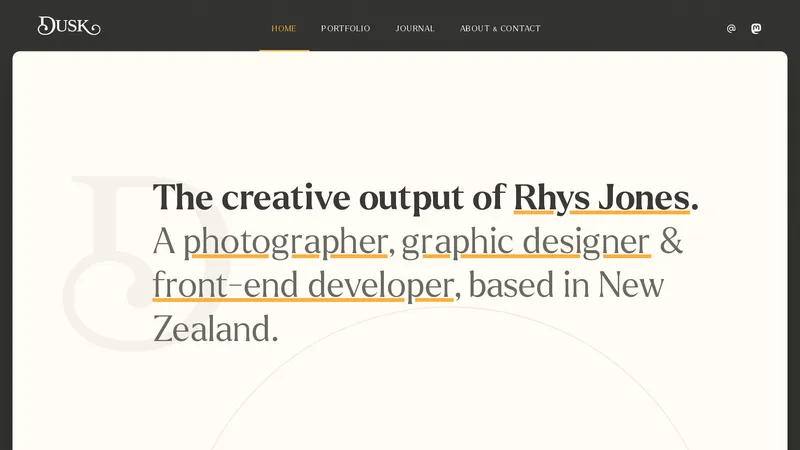 DUSK
HOME PORTFOLIO JOURNAL ABOUT & CONTACT
The creative output of Rhys Jones.
A photographer, graphic designer &
front-end developer, based in New
Zealand.